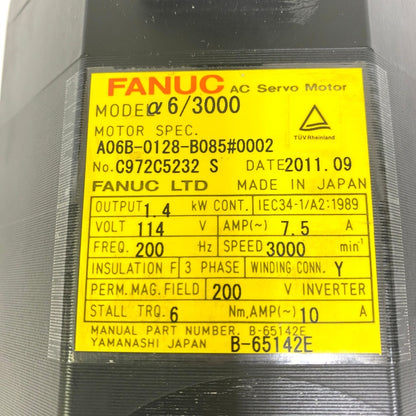 FANUC AC Servo Motor
MODEL α6/3000
MOTOR SPEC.
A06B-0128-B085#0002
TÜVRheinland
No. C972C5232 S DATE 2011.09
FANUC LTD MADE IN JAPAN
OUTPUT 1.4 kW CONT. IEC34-1/A2:1989
VOLT 114 V AMP(~) 7.5 A
FREQ. 200 Hz SPEED 3000 min⁻¹
INSULATION F 3 PHASE WINDING CONN. Y
PERM. MAG. FIELD 200 V INVERTER
STALL TRQ. 6 Nm, AMP(~) 10 A
MANUAL PART NUMBER. B-65142E
YAMANASHI JAPAN B-65142E